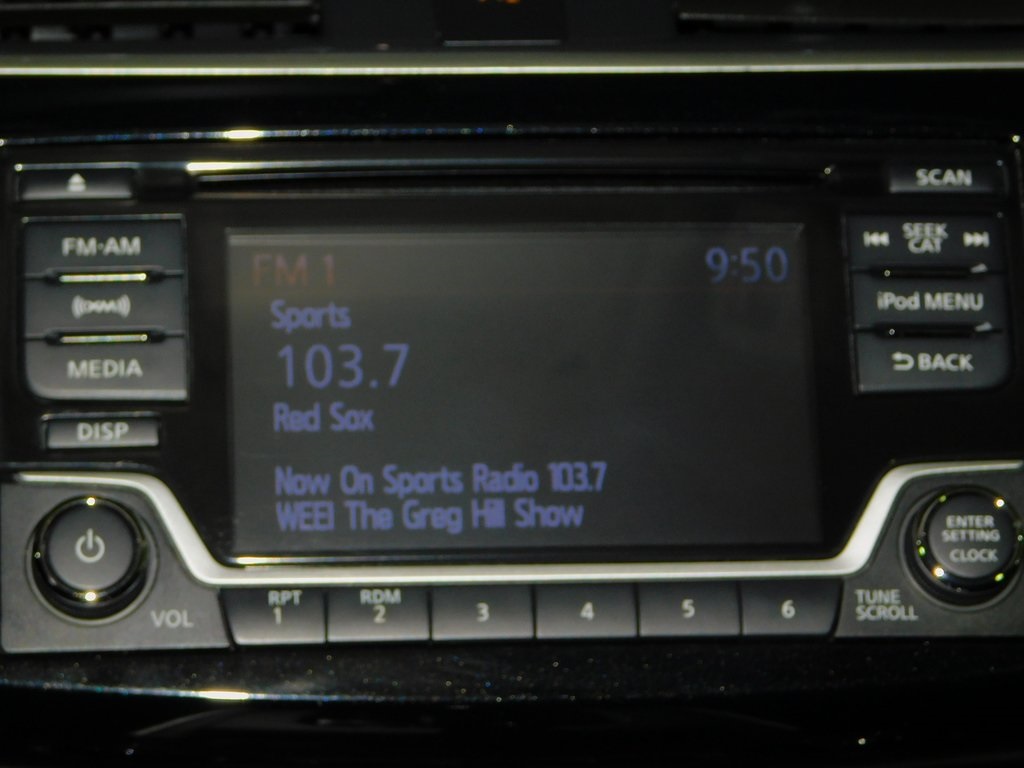 SCAN
FM·AM
SEEK
CAT
FM 1
9:50
Sports
iPod MENU
103.7
MEDIA
BACK
Red Sox
DISP
Now On Sports Radio 103.7
WEEI The Greg Hill Show
ENTER
SETTING
CLOCK
VOL
RPT
1
RDM
2
3
4
5
6
TUNE
SCROLL